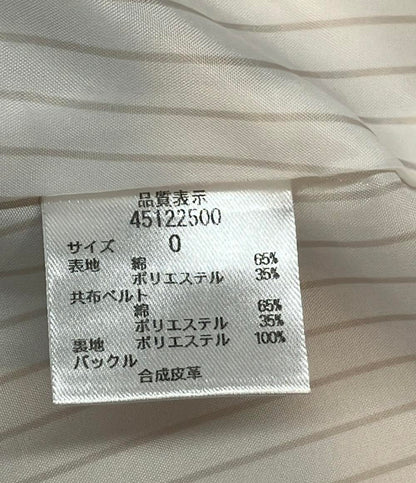 品質表示
45122500
サイズ 0
表地 綿 65%
ポリエステル 35%
共布ベルト
綿 65%
ポリエステル 35%
裏地 ポリエステル 100%
バックル
合成皮革